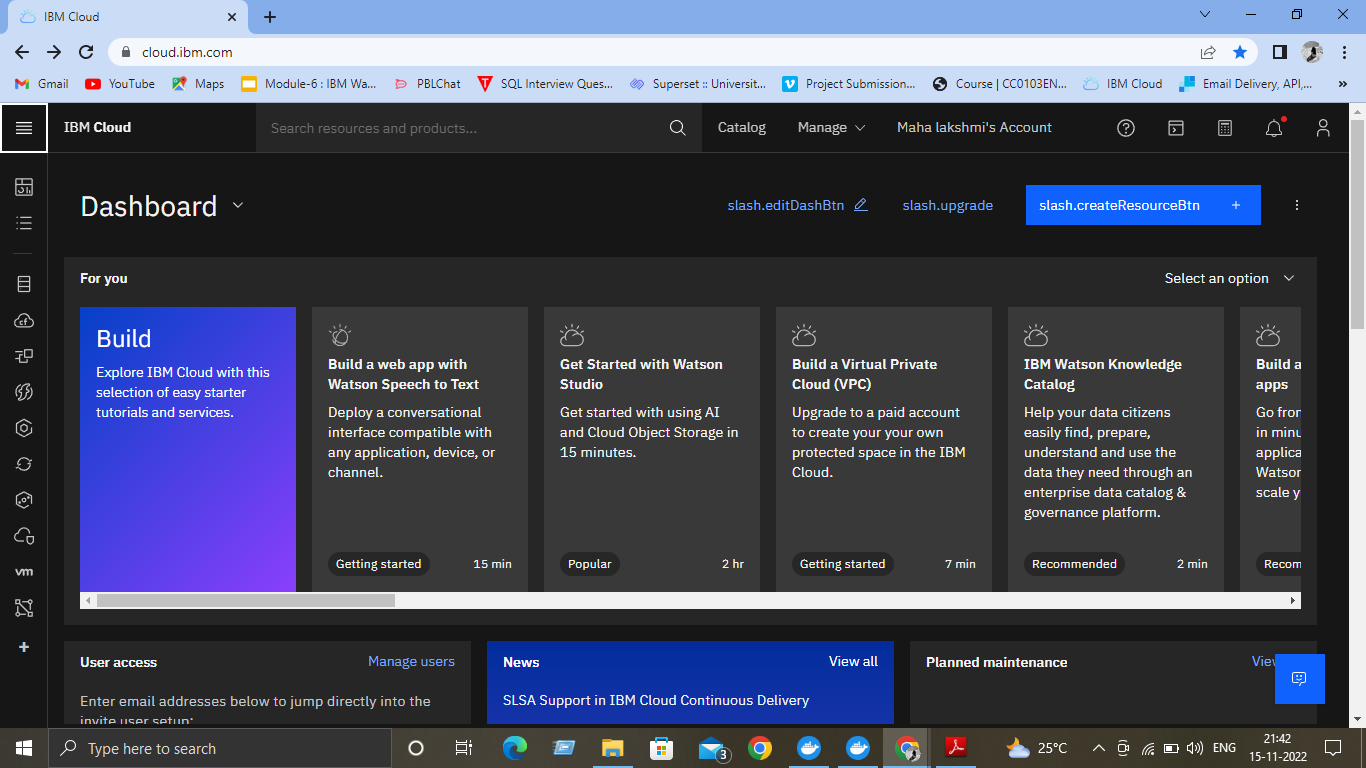 IBM Cloud
cloud.ibm.com
Gmail
YouTube
Maps
Module-6 : IBM Wa...
PBLChat
SQL Interview Ques...
Superset :: Universit...
Project Submission...
Course | CC0103EN...
IBM Cloud
Email Delivery, API,...
IBM Cloud
Search resources and products...
Catalog
Manage
Maha lakshmi's Account
Dashboard
slash.editDashBtn
slash.upgrade
slash.createResourceBtn +
For you
Select an option
Build
Explore IBM Cloud with this
selection of easy starter
tutorials and services.
Build a web app with
Watson Speech to Text
Deploy a conversational
interface compatible with
any application, device, or
channel.
Getting started 15 min
Get Started with Watson
Studio
Get started with using AI
and Cloud Object Storage in
15 minutes.
Popular 2 hr
Build a Virtual Private
Cloud (VPC)
Upgrade to a paid account
to create your your own
protected space in the IBM
Cloud.
Getting started 7 min
IBM Watson Knowledge
Catalog
Help your data citizens
easily find, prepare,
understand and use the
data they need through an
enterprise data catalog &
governance platform.
Recommended 2 min
Build a
apps
Go from
in minu
applica
Watson
scale y
Recom
cf
vm
User access
Manage users
Enter email addresses below to jump directly into the
invite user setup:
News
View all
SLSA Support in IBM Cloud Continuous Delivery
Planned maintenance
View
Type here to search
3
25°C
ENG
21:42
15-11-2022